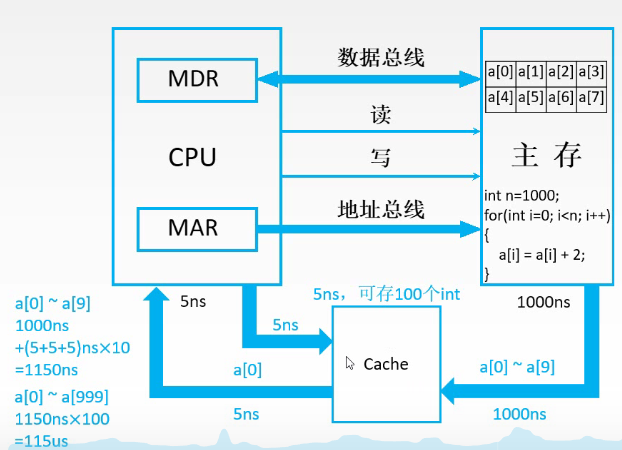 数据总线
MDR
a[0] a[1] a[2] a[3]
a[4] a[5] a[6] a[7]
读
CPU
写
主 存
MAR
地址总线
int n=1000;
for(int i=0; i<n; i++)
{
a[i] = a[i] + 2;
}
5ns
5ns，可存100个int
1000ns
a[0] ~ a[9]
1000ns
+(5+5+5)ns×10
=1150ns
5ns
a[0]
Cache
a[0] ~ a[9]
a[0] ~ a[999]
1150ns×100
=115us
5ns
1000ns